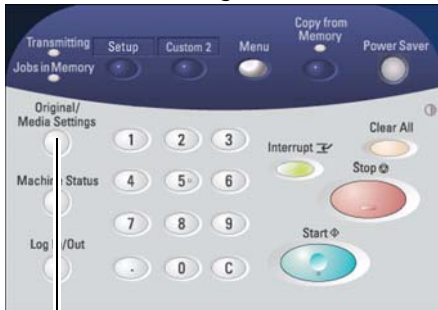 Copy from
Memory
Transmitting
Setup
Custom 2
Menu
Power Saver
Jobs in Memory
Original/
Media Settings
Clear All
1 2 3
Interrupt
Machine Status
4 5 6
Stop
7 8 9
Log In/Out
Start
. 0 C